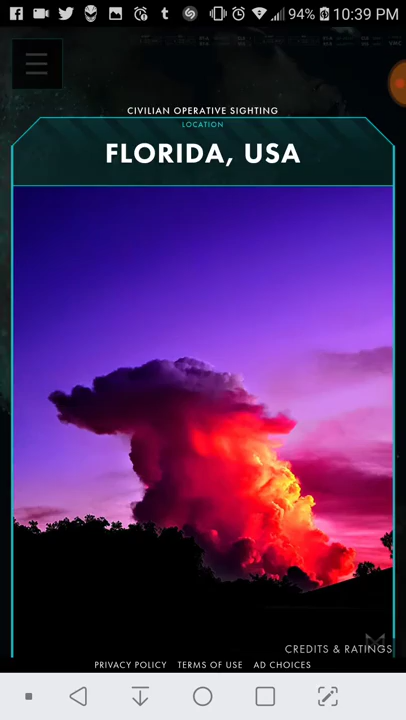 94% 10:39 PM
CIVILIAN OPERATIVE SIGHTING
LOCATION
FLORIDA, USA
CREDITS & RATINGS
PRIVACY POLICY TERMS OF USE AD CHOICES